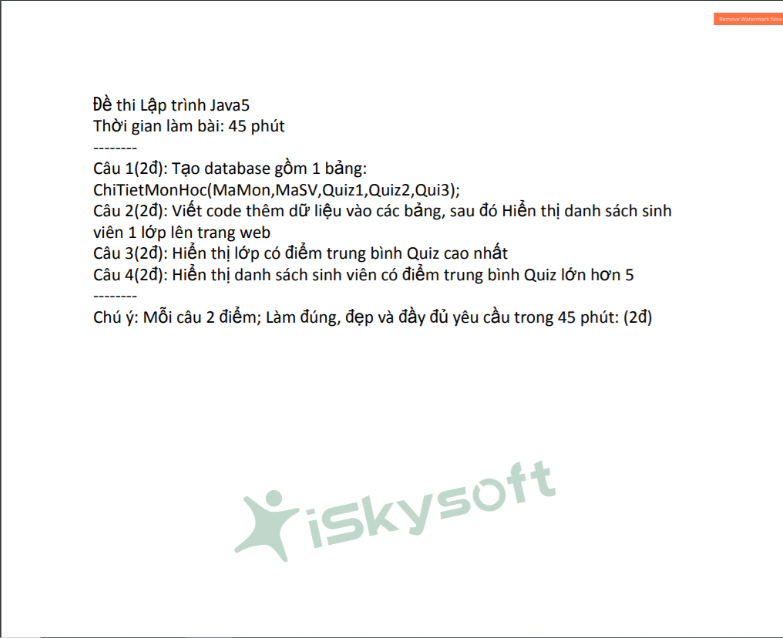 Remove Watermark Now
Đề thi Lập trình Java5
Thời gian làm bài: 45 phút
--------
Câu 1(2đ): Tạo database gồm 1 bảng:
ChiTietMonHoc(MaMon,MaSV,Quiz1,Quiz2,Qui3);
Câu 2(2đ): Viết code thêm dữ liệu vào các bảng, sau đó Hiển thị danh sách sinh
viên 1 lớp lên trang web
Câu 3(2đ): Hiển thị lớp có điểm trung bình Quiz cao nhất
Câu 4(2đ): Hiển thị danh sách sinh viên có điểm trung bình Quiz lớn hơn 5
--------
Chú ý: Mỗi câu 2 điểm; Làm đúng, đẹp và đầy đủ yêu cầu trong 45 phút: (2đ)
iskysoft